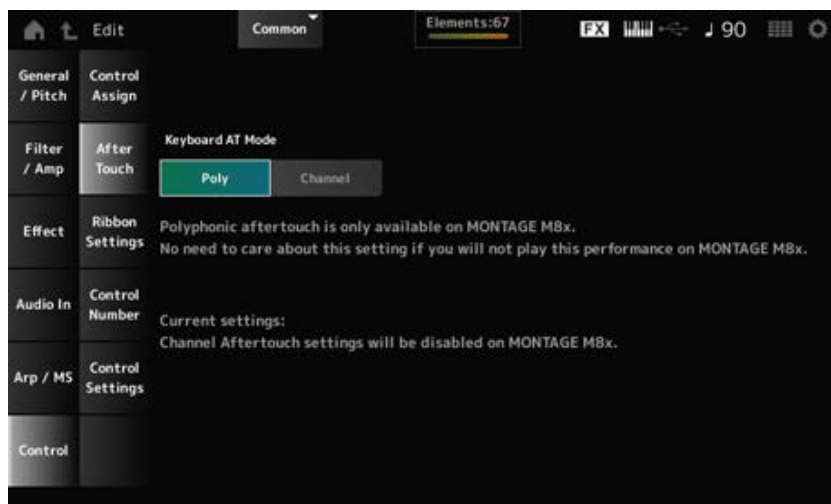 Edit
Common
Elements:67
FX
90
General
/ Pitch
Control
Assign
Filter
/ Amp
After
Touch
Keyboard AT Mode
Poly
Channel
Effect
Ribbon
Settings
Polyphonic aftertouch is only available on MONTAGE M8x.
No need to care about this setting if you will not play this performance on MONTAGE M8x.
Audio In
Control
Number
Current settings:
Channel Aftertouch settings will be disabled on MONTAGE M8x.
Arp / MS
Control
Settings
Control